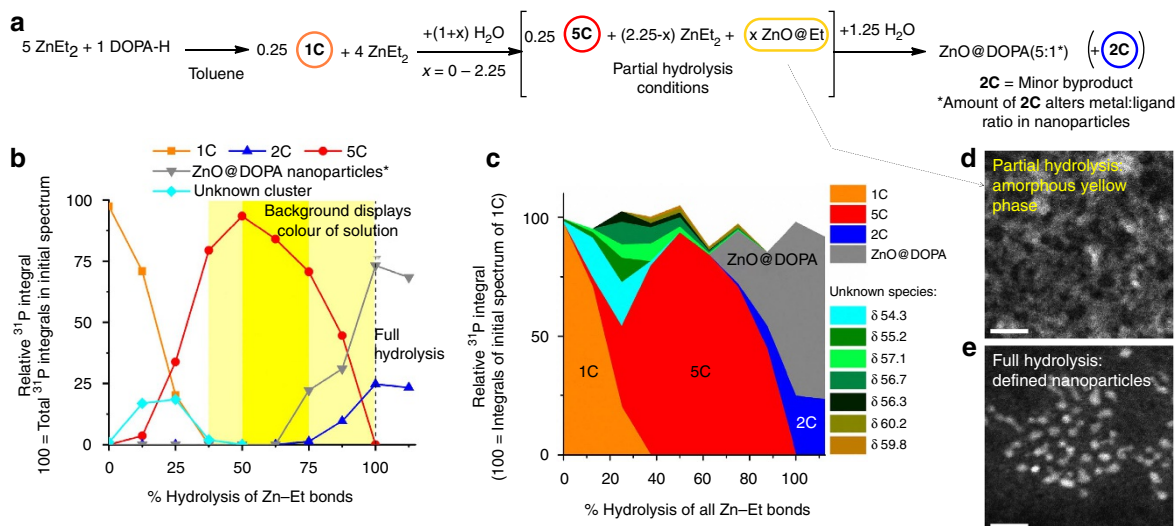 a
5 ZnEt₂ + 1 DOPA-H
Toluene
0.25 1C + 4 ZnEt₂
+(1+x) H₂O
x = 0 – 2.25
0.25 5C + (2.25-x) ZnEt₂ + x ZnO@Et
Partial hydrolysis
conditions
+1.25 H₂O
ZnO@DOPA(5:1*) (+ 2C)
2C = Minor byproduct
*Amount of 2C alters metal:ligand
ratio in nanoparticles
b
1C 2C 5C
ZnO@DOPA nanoparticles*
Unknown cluster
Background displays
colour of solution
Full
hydrolysis
Relative ³¹P integral
100 = Total ³¹P integrals in initial spectrum
100
75
50
25
0
0 25 50 75 100
% Hydrolysis of Zn–Et bonds
c
Relative ³¹P integral
(100 = Integrals of initial spectrum of 1C)
100
50
0
0 20 40 60 80 100
% Hydrolysis of all Zn–Et bonds
1C
5C
2C
ZnO@DOPA
1C
5C
2C
ZnO@DOPA
Unknown species:
δ 54.3
δ 55.2
δ 57.1
δ 56.7
δ 56.3
δ 60.2
δ 59.8
d
Partial hydrolysis:
amorphous yellow
phase
e
Full hydrolysis:
defined nanoparticles